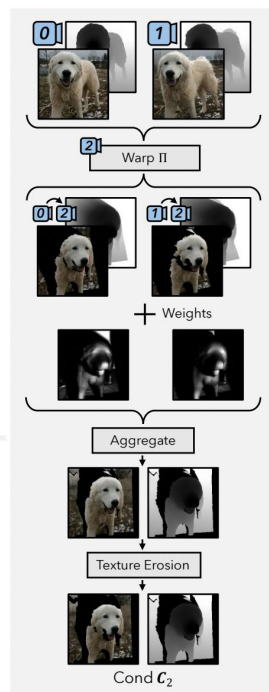 0
1
2
Warp Π
0 2
1 2
+ Weights
Aggregate
Texture Erosion
Cond C₂